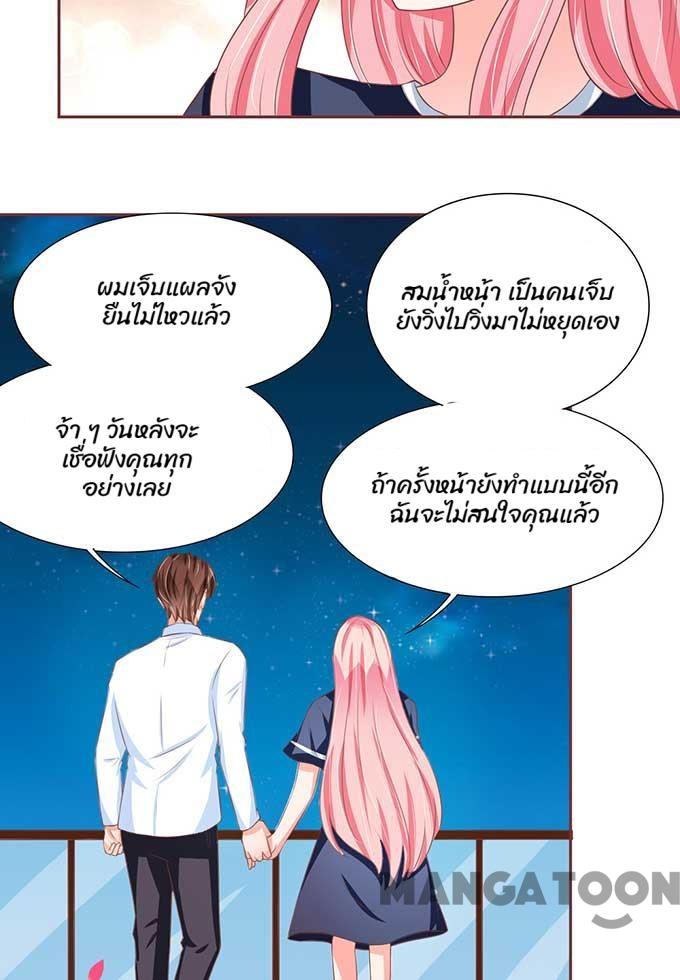 ผมเจ็บแผลจัง
ยืนไม่ไหวแล้ว
สมน้ำหน้า เป็นคนเจ็บ
ยังวิ่งไปวิ่งมาไม่หยุดเอง
จ้า ๆ วันหลังจะ
เชื่อฟังคุณทุก
อย่างเลย
ถ้าครั้งหน้ายังทำแบบนี้อีก
ฉันจะไม่สนใจคุณแล้ว
MANGATOON